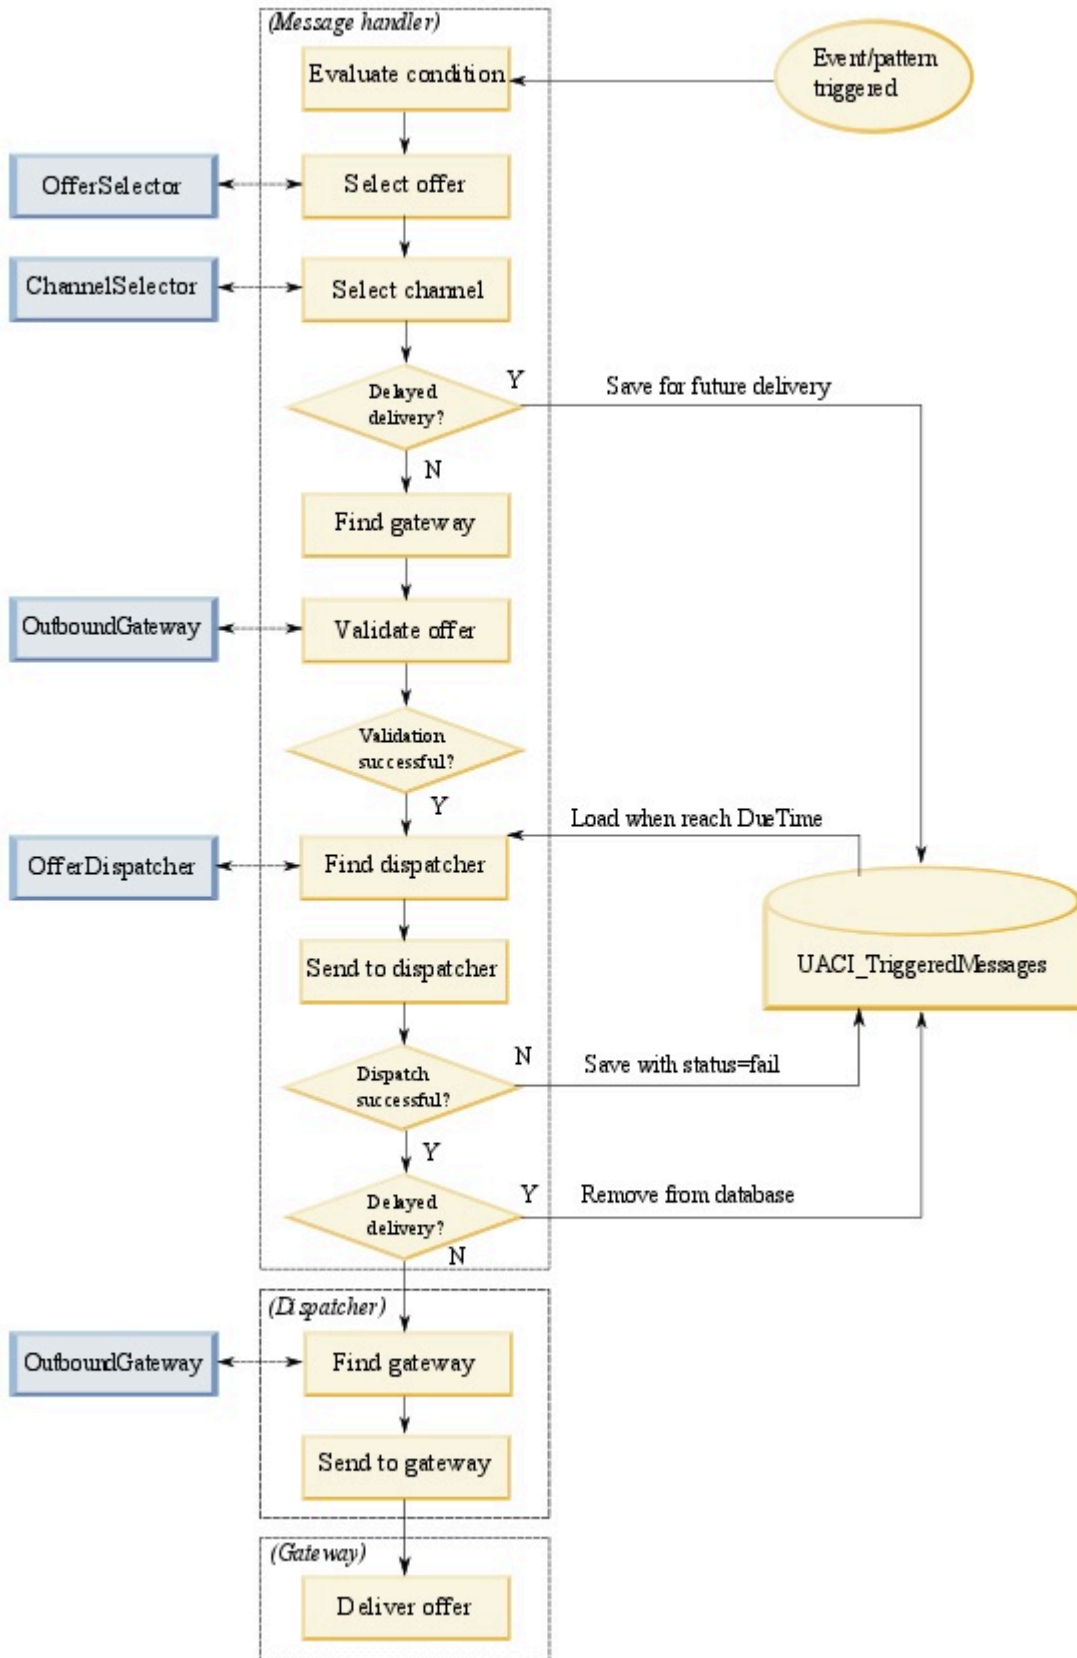 (Message handler)
Evaluate condition
Event/pattern
triggered
OfferSelector
Select offer
ChannelSelector
Select channel
Delayed
delivery?
Y
Save for future delivery
N
Find gateway
OutboundGateway
Validate offer
Validation
successful?
Y
Load when reach DueTime
OfferDispatcher
Find dispatcher
UACI_TriggeredMessages
Send to dispatcher
Dispatch
successful?
N
Save with status=fail
Y
Delayed
delivery?
Y
Remove from database
N
(Dispatcher)
OutboundGateway
Find gateway
Send to gateway
(Gateway)
Deliver offer